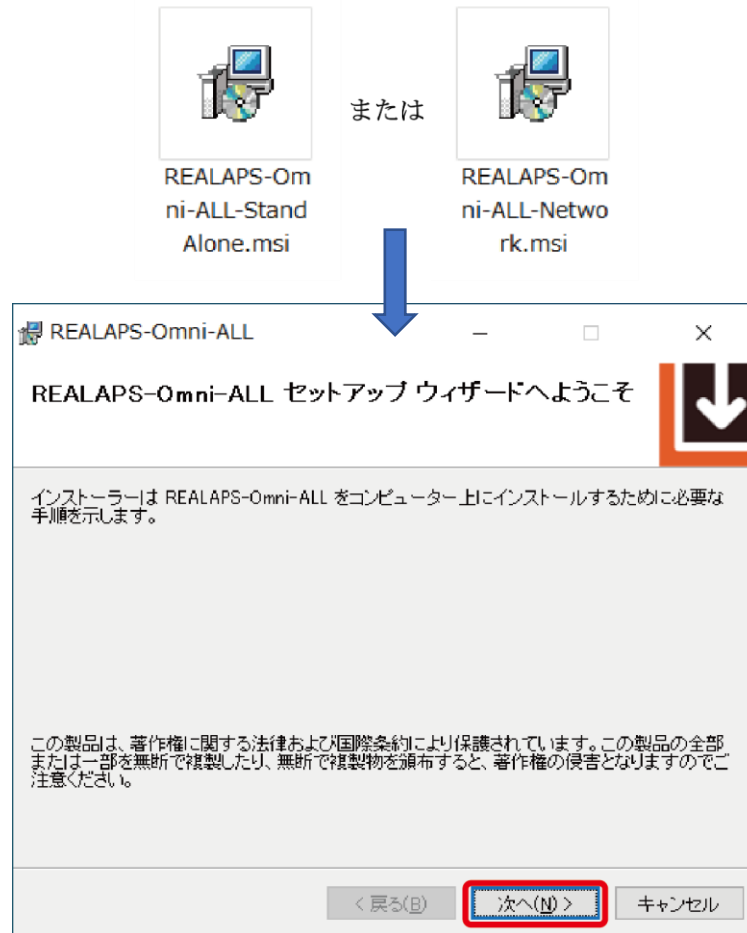 または
REALAPS-Om
ni-ALL-Stand
Alone.msi
REALAPS-Om
ni-ALL-Netwo
rk.msi
REALAPS-Omni-ALL
REALAPS-Omni-ALL セットアップ ウィザードへようこそ
インストーラーは REALAPS-Omni-ALL をコンピューター上にインストールするために必要な
手順を示します。
この製品は、著作権に関する法律および国際条約により保護されています。この製品の全部
または一部を無断で複製したり、無断で複製物を頒布すると、著作権の侵害となりますのでご
注意ください。
< 戻る(B)
次へ(N) >
キャンセル